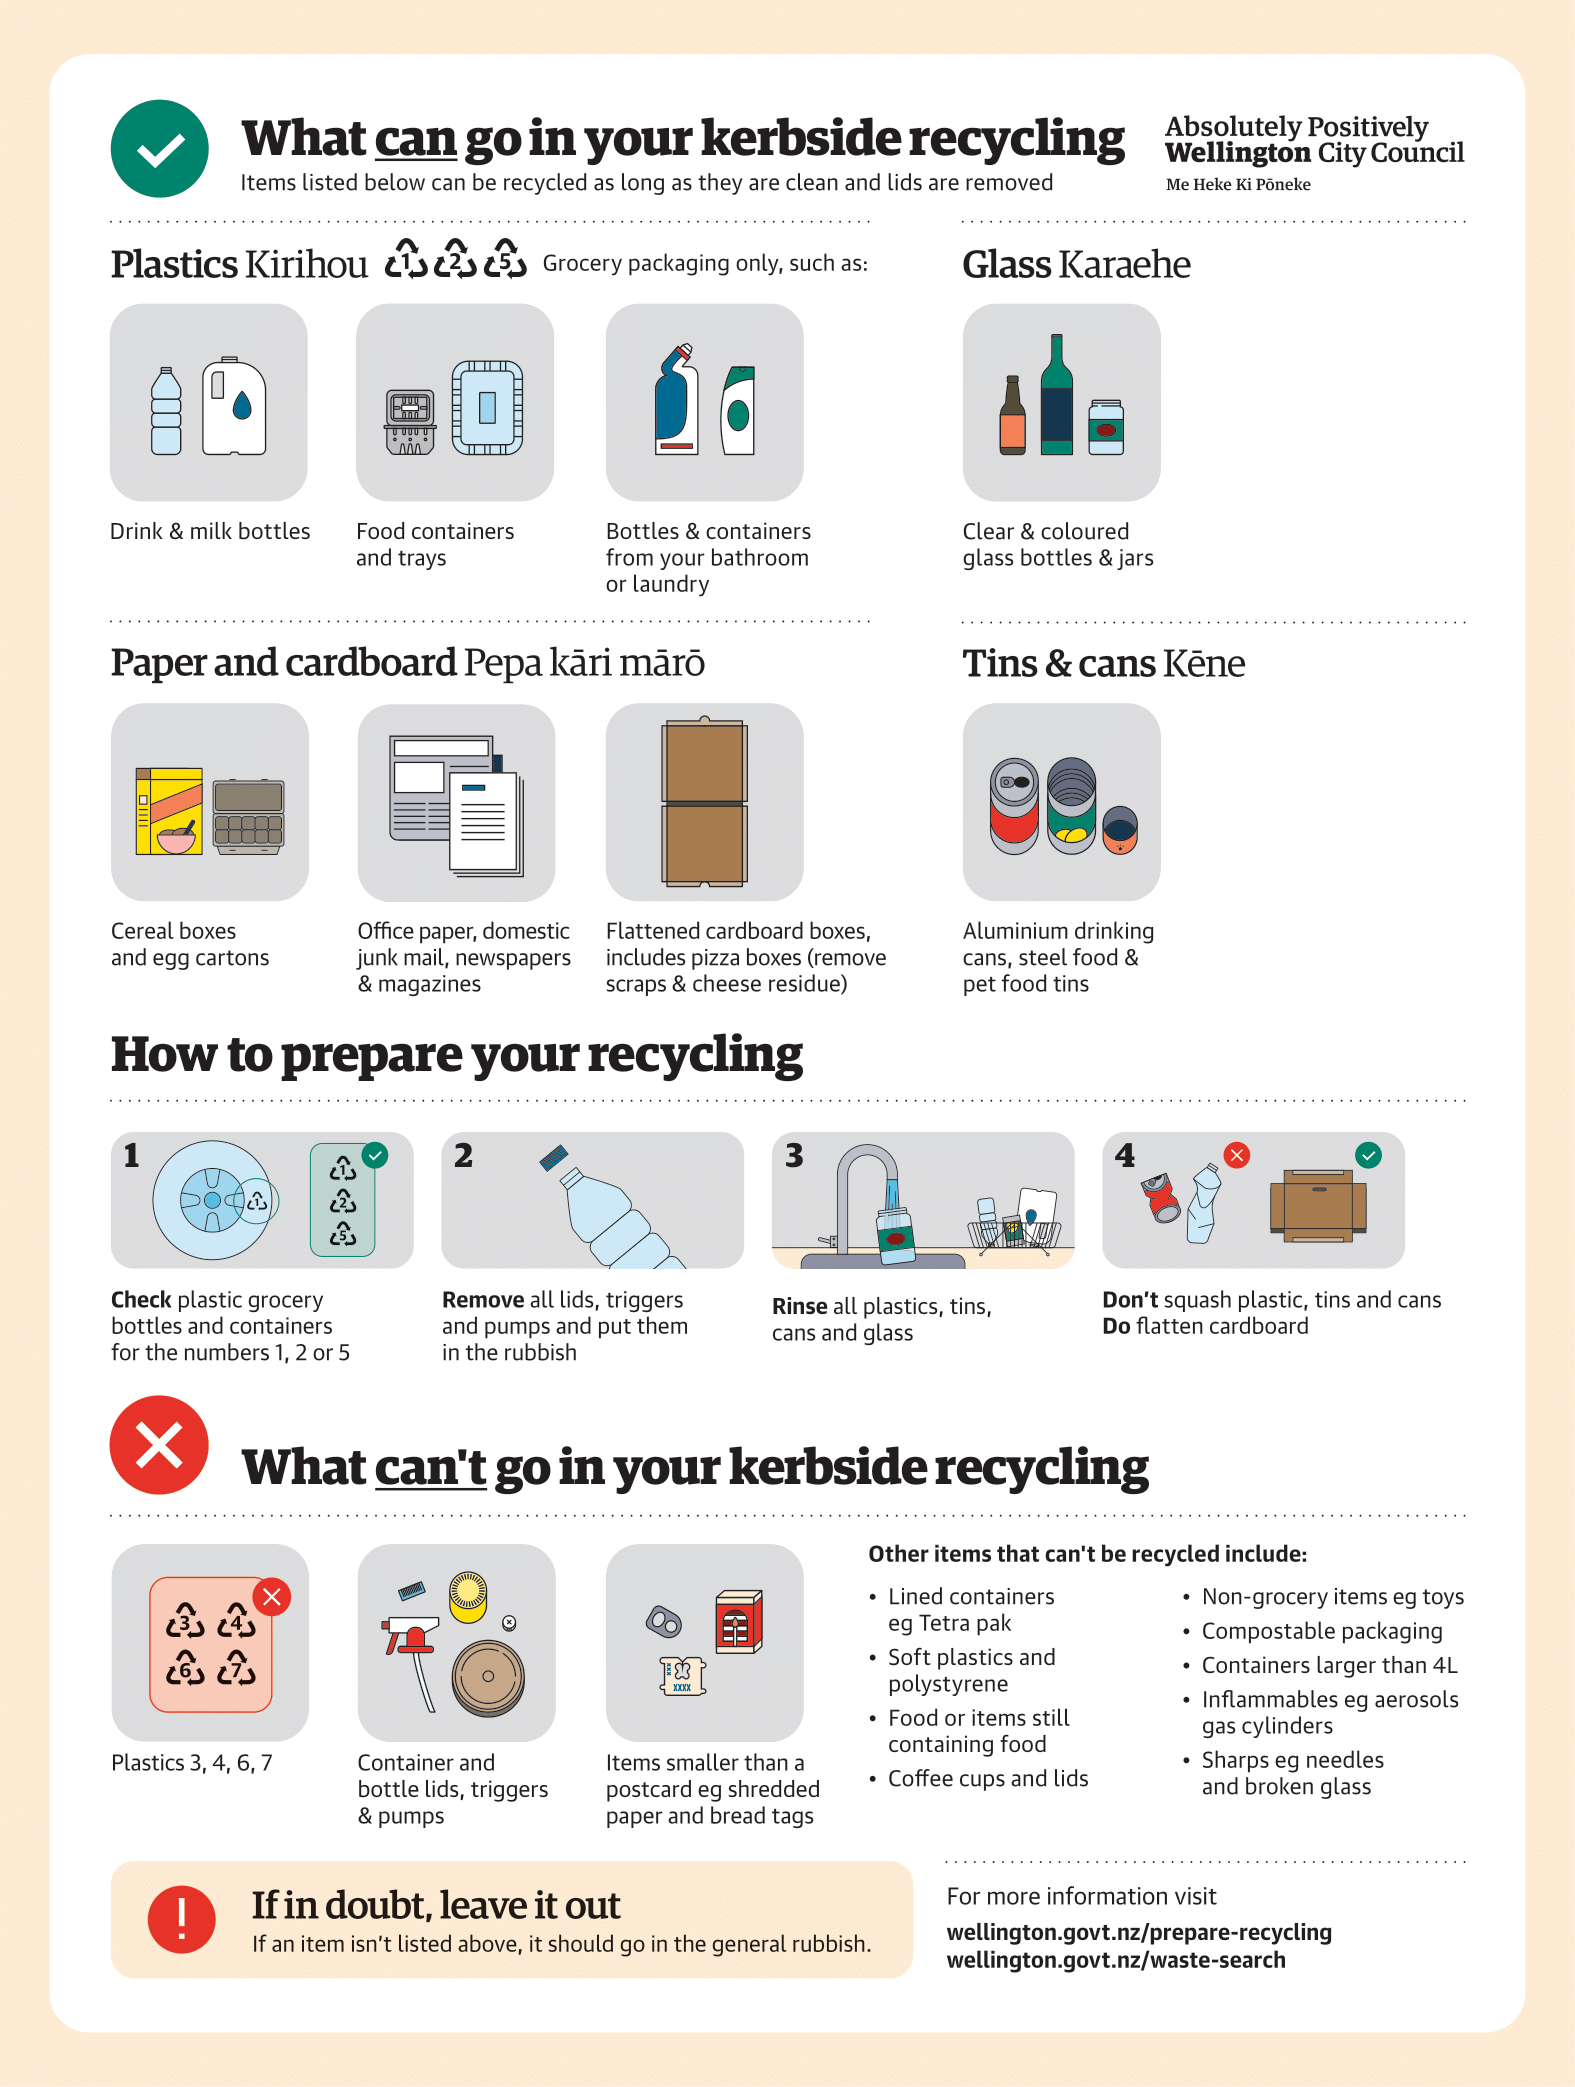 What can go in your kerbside recycling
Items listed below can be recycled as long as they are clean and lids are removed
Absolutely Positively
Wellington City Council
Me Heke Ki Pōneke
Plastics Kirihou 1 2 5 Grocery packaging only, such as:
Drink & milk bottles
Food containers
and trays
Bottles & containers
from your bathroom
or laundry
Glass Karaehe
Clear & coloured
glass bottles & jars
Paper and cardboard Pepa kāri mārō
Cereal boxes
and egg cartons
Office paper, domestic
junk mail, newspapers
& magazines
Flattened cardboard boxes,
includes pizza boxes (remove
scraps & cheese residue)
Tins & cans Kēne
Aluminium drinking
cans, steel food &
pet food tins
How to prepare your recycling
1
1
1
2
5
Check plastic grocery
bottles and containers
for the numbers 1, 2 or 5
2
Remove all lids, triggers
and pumps and put them
in the rubbish
3
Rinse all plastics, tins,
cans and glass
4
Don't squash plastic, tins and cans
Do flatten cardboard
What can't go in your kerbside recycling
3 4
6 7
Plastics 3, 4, 6, 7
Container and
bottle lids, triggers
& pumps
XXX
XXXX
Items smaller than a
postcard eg shredded
paper and bread tags
Other items that can't be recycled include:
• Lined containers
eg Tetra pak
• Soft plastics and
polystyrene
• Food or items still
containing food
• Coffee cups and lids
• Non-grocery items eg toys
• Compostable packaging
• Containers larger than 4L
• Inflammables eg aerosols
gas cylinders
• Sharps eg needles
and broken glass
If in doubt, leave it out
If an item isn't listed above, it should go in the general rubbish.
For more information visit
wellington.govt.nz/prepare-recycling
wellington.govt.nz/waste-search